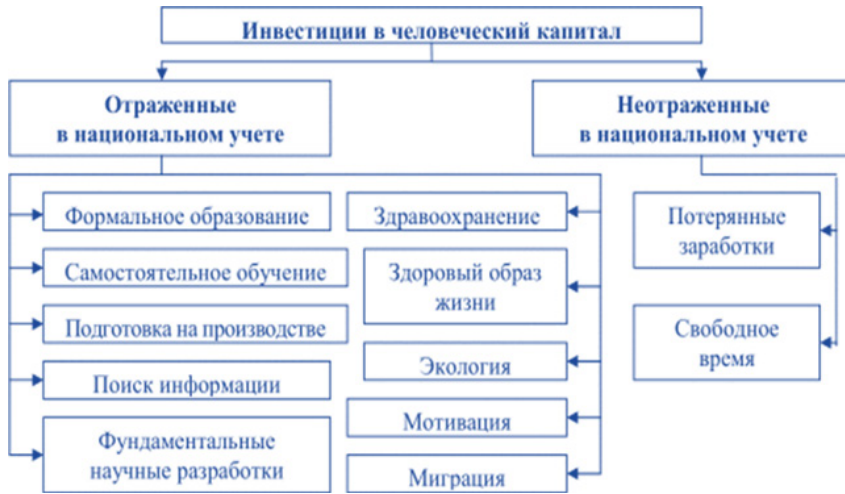 Инвестиции в человеческий капитал
Отраженные
в национальном учете
Неотраженные
в национальном учете
Формальное образование
Самостоятельное обучение
Подготовка на производстве
Поиск информации
Фундаментальные
научные разработки
Здравоохранение
Здоровый образ
жизни
Экология
Мотивация
Миграция
Потерянные
заработки
Свободное
время